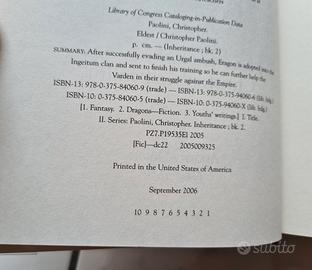 Library of Congress Cataloging-in-Publication Data
Paolini, Christopher.
Eldest / Christopher Paolini.
p. cm. — (Inheritance ; bk. 2)
SUMMARY: After successfully evading an Urgal ambush, Eragon is adopted into the
Ingeitum clan and sent to finish his training so he can further help the
Varden in their struggle against the Empire.
ISBN-13: 978-0-375-84060-9 (trade) — ISBN-13: 978-0-375-94060-6 (lib. bdg.)
ISBN-10: 0-375-84060-5 (trade) — ISBN-10: 0-375-94060-X (lib. bdg.)
[1. Fantasy. 2. Dragons—Fiction. 3. Youths' writings.] I. Title.
II. Series: Paolini, Christopher. Inheritance ; bk. 2.
PZ7.P19535El 2005
[Fic]—dc22 2005009325
Printed in the United States of America
September 2006
10 9 8 7 6 5 4 3 2 1
subito